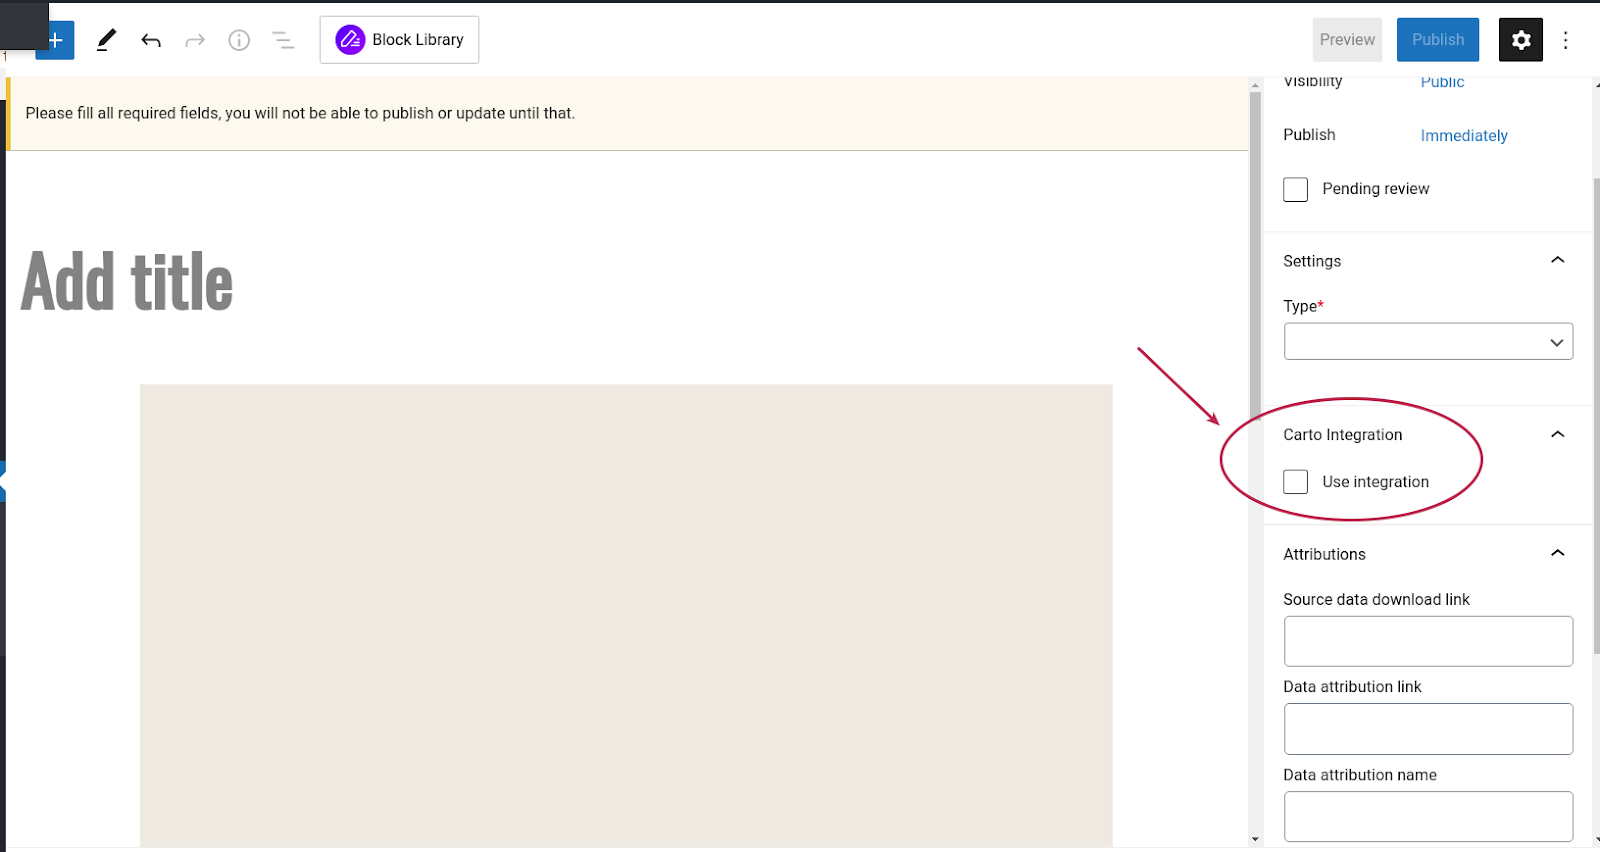 Block Library
Preview
Publish
Please fill all required fields, you will not be able to publish or update until that.
Add title
Visibility
Public
Publish
Immediately
Pending review
Settings
Type*
Carto Integration
Use integration
Attributions
Source data download link
Data attribution link
Data attribution name